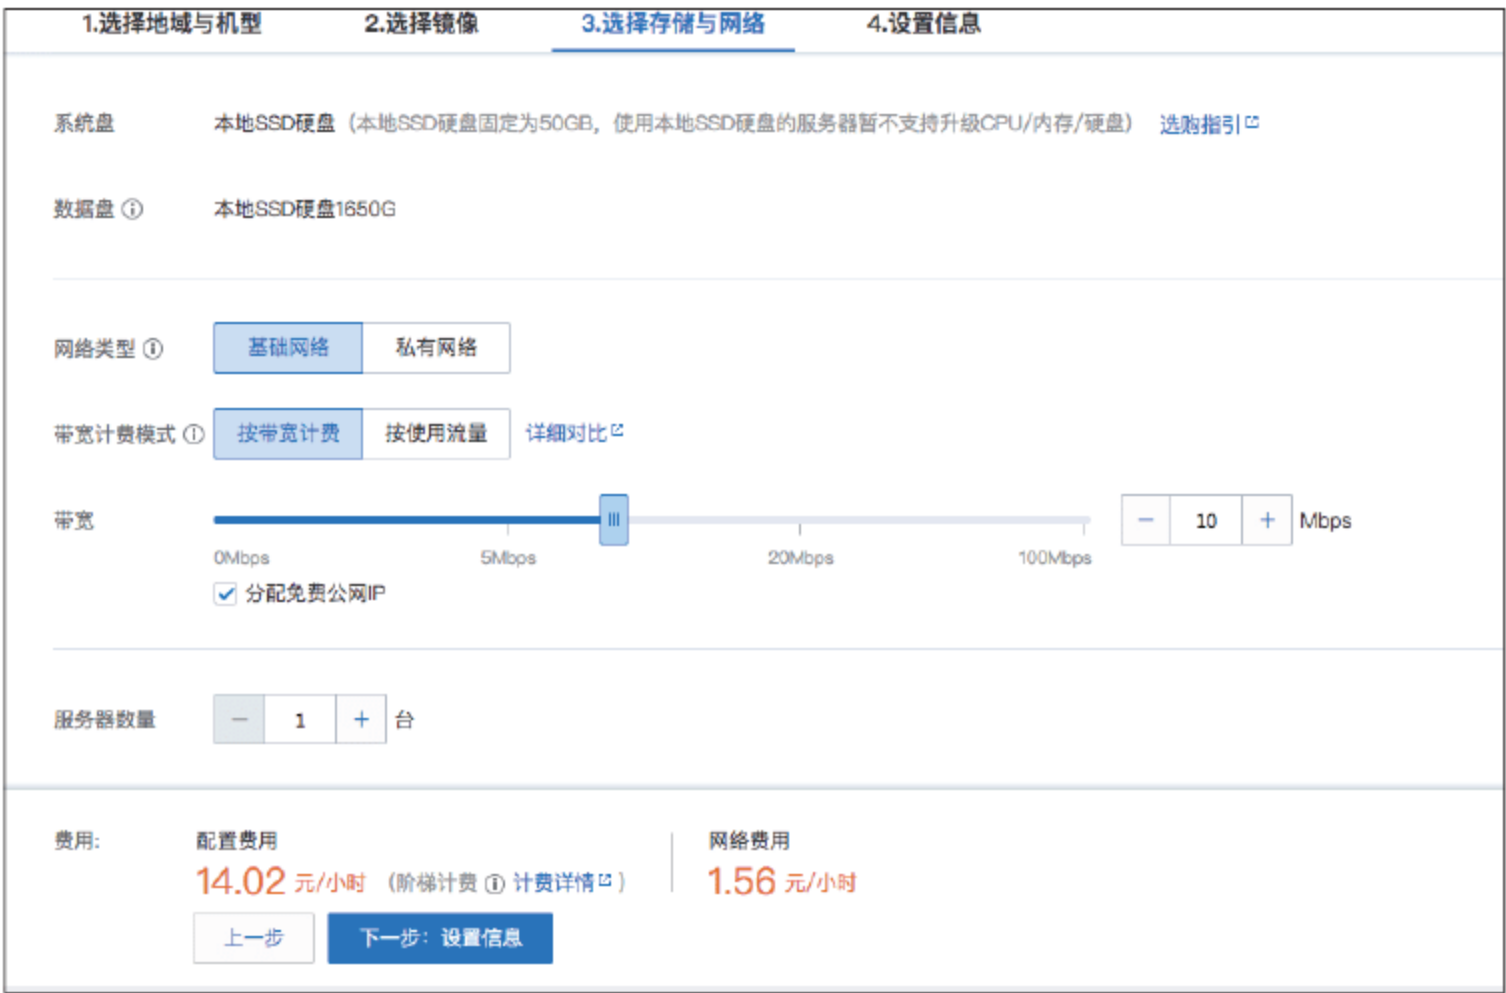 1.选择地域与机型 2.选择镜像 3.选择存储与网络 4.设置信息
系统盘 本地SSD硬盘（本地SSD硬盘固定为50GB，使用本地SSD硬盘的服务器暂不支持升级CPU/内存/硬盘） 选购指引
数据盘 本地SSD硬盘1650G
网络类型 基础网络 私有网络
带宽计费模式 按带宽计费 按使用流量 详细对比
带宽 － 10 + Mbps
0Mbps 5Mbps 20Mbps 100Mbps
分配免费公网IP
服务器数量 － 1 + 台
费用: 配置费用 网络费用
14.02 元/小时 （阶梯计费 计费详情） 1.56 元/小时
上一步 下一步：设置信息